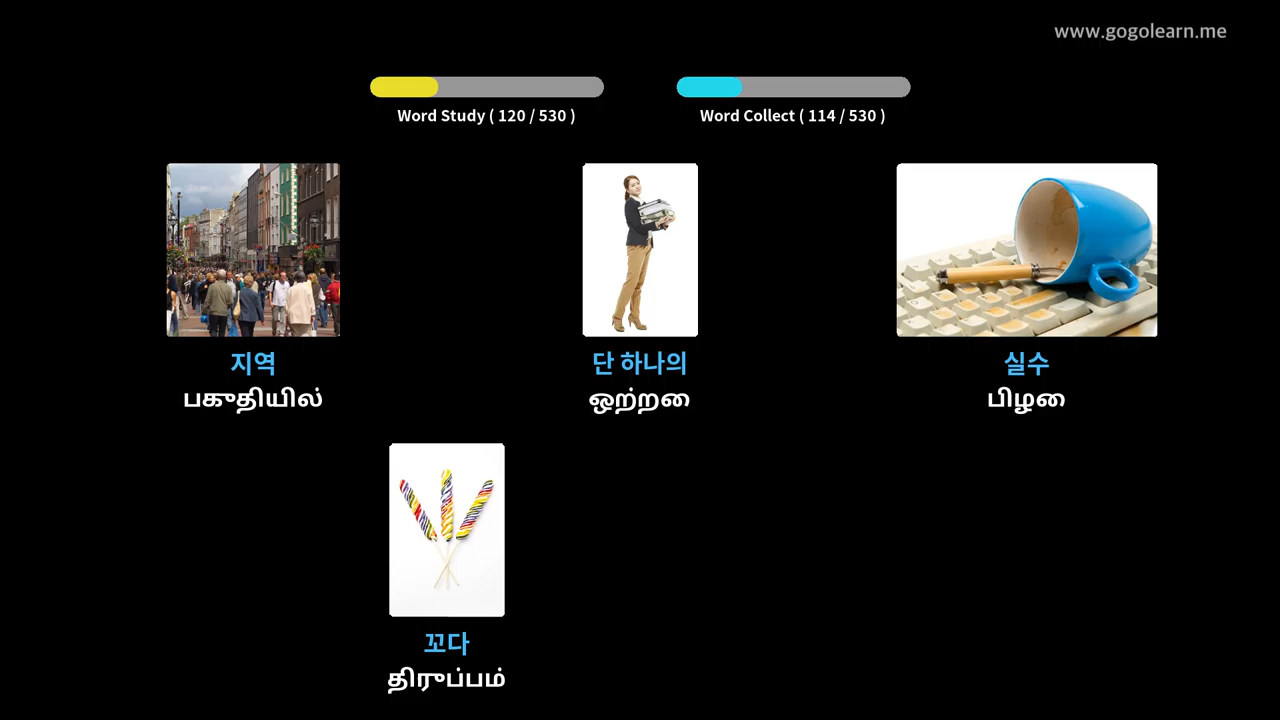 www.gogolearn.me
Word Study ( 120 / 530 )
Word Collect ( 114 / 530 )
지역
பகுதியில்
단 하나의
ஒற்றை
실수
பிழை
꼬다
திருப்பம்